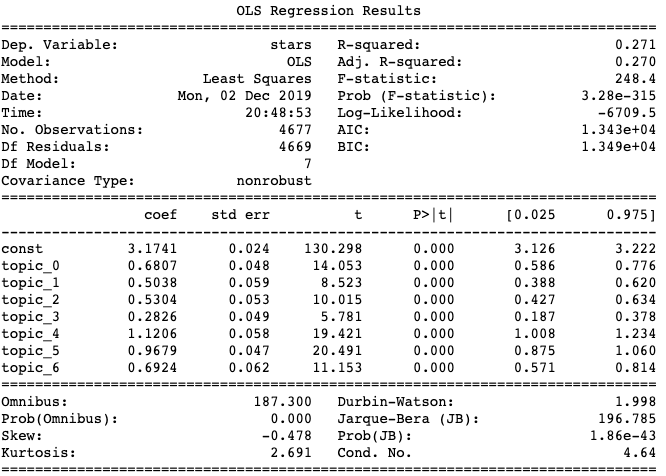 OLS Regression Results
==============================================================================
Dep. Variable:                  stars   R-squared:                       0.271
Model:                            OLS   Adj. R-squared:                  0.270
Method:                 Least Squares   F-statistic:                     248.4
Date:                Mon, 02 Dec 2019   Prob (F-statistic):          3.28e-315
Time:                        20:48:53   Log-Likelihood:                -6709.5
No. Observations:                4677   AIC:                         1.343e+04
Df Residuals:                    4669   BIC:                         1.349e+04
Df Model:                           7
Covariance Type:            nonrobust
==============================================================================
                 coef    std err          t      P>|t|      [0.025      0.975]
------------------------------------------------------------------------------
const          3.1741      0.024    130.298      0.000       3.126       3.222
topic_0        0.6807      0.048     14.053      0.000       0.586       0.776
topic_1        0.5038      0.059      8.523      0.000       0.388       0.620
topic_2        0.5304      0.053     10.015      0.000       0.427       0.634
topic_3        0.2826      0.049      5.781      0.000       0.187       0.378
topic_4        1.1206      0.058     19.421      0.000       1.008       1.234
topic_5        0.9679      0.047     20.491      0.000       0.875       1.060
topic_6        0.6924      0.062     11.153      0.000       0.571       0.814
==============================================================================
Omnibus:                      187.300   Durbin-Watson:                   1.998
Prob(Omnibus):                  0.000   Jarque-Bera (JB):              196.785
Skew:                          -0.478   Prob(JB):                     1.86e-43
Kurtosis:                       2.691   Cond. No.                         4.64
==============================================================================